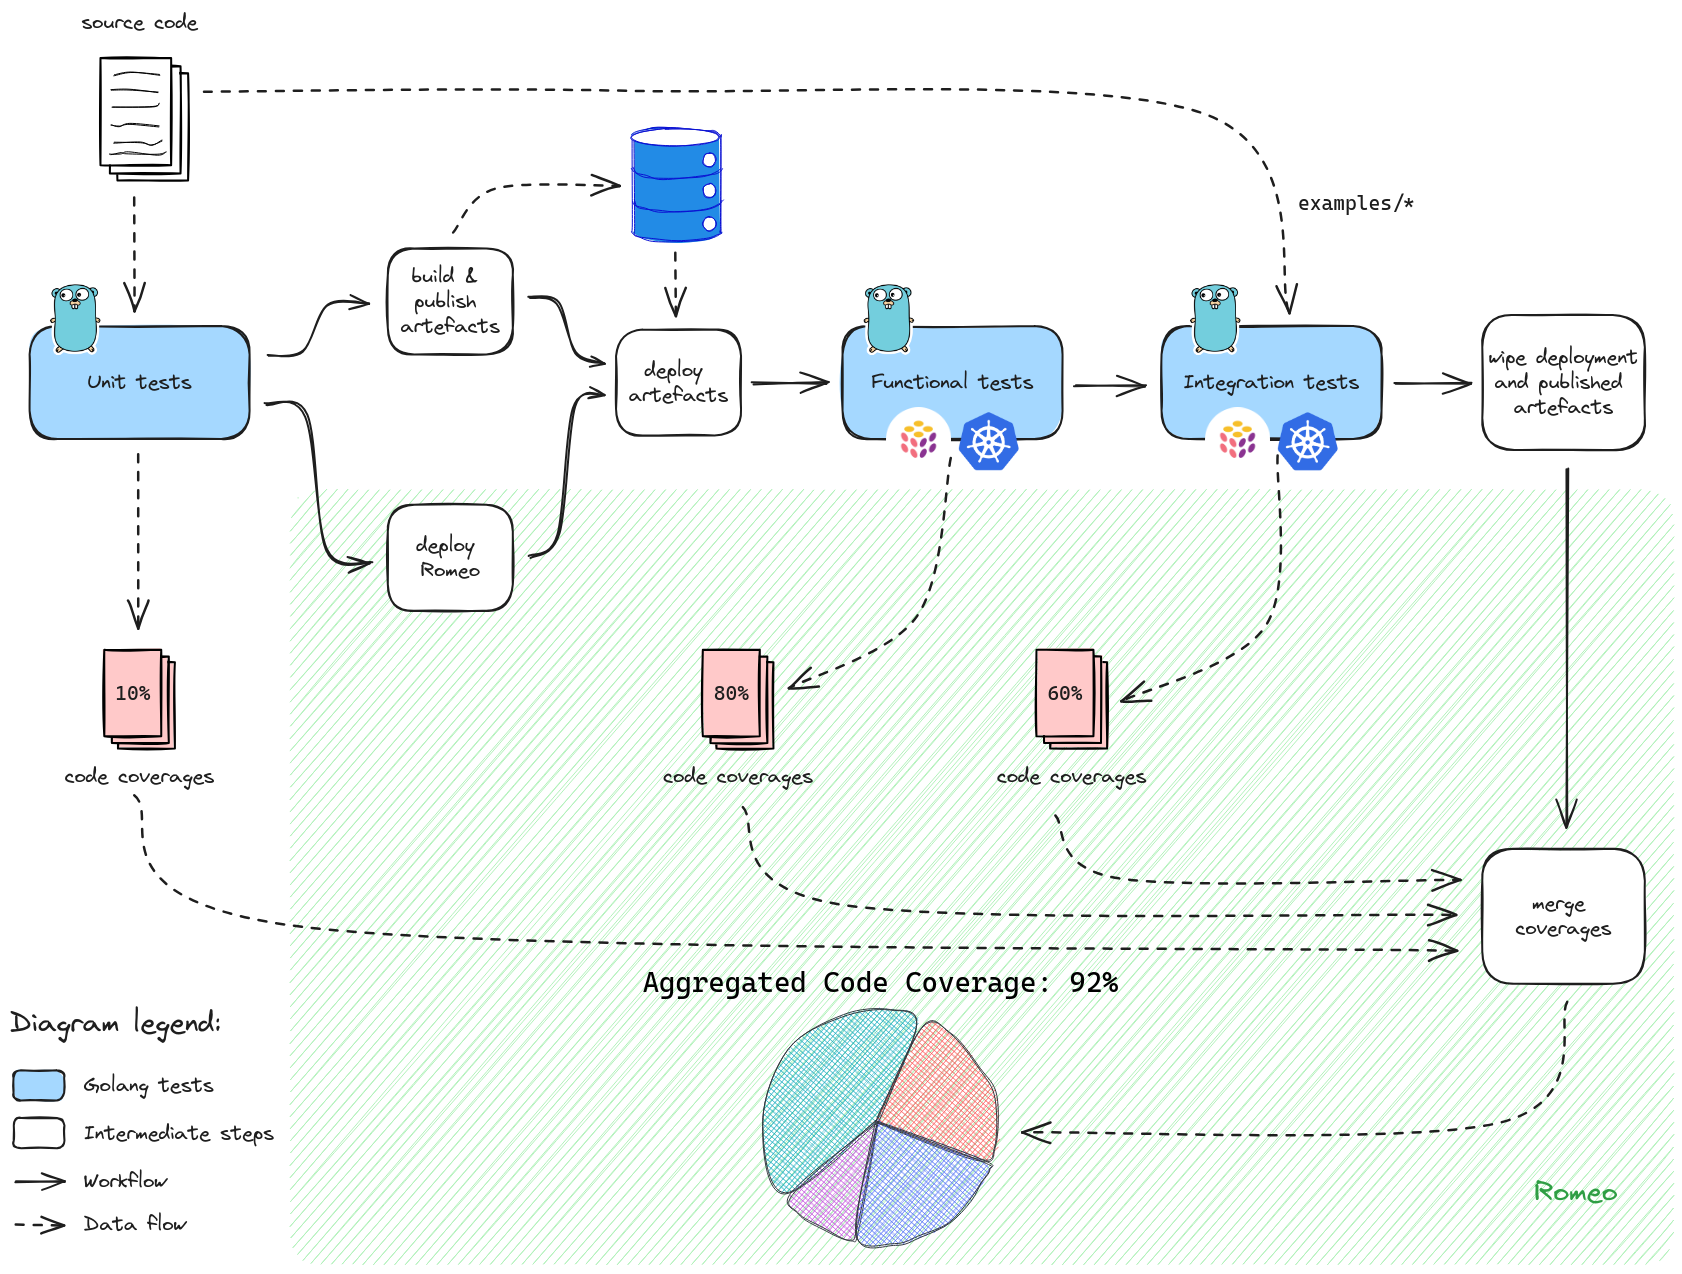 source code
examples/*
build &
publish
artefacts
Unit tests
deploy
artefacts
Functional tests
Integration tests
wipe deployment
and published
artefacts
deploy
Romeo
10%
code coverages
80%
code coverages
60%
code coverages
merge
coverages
Aggregated Code Coverage: 92%
Diagram legend:
Golang tests
Intermediate steps
Workflow
Data flow
Romeo